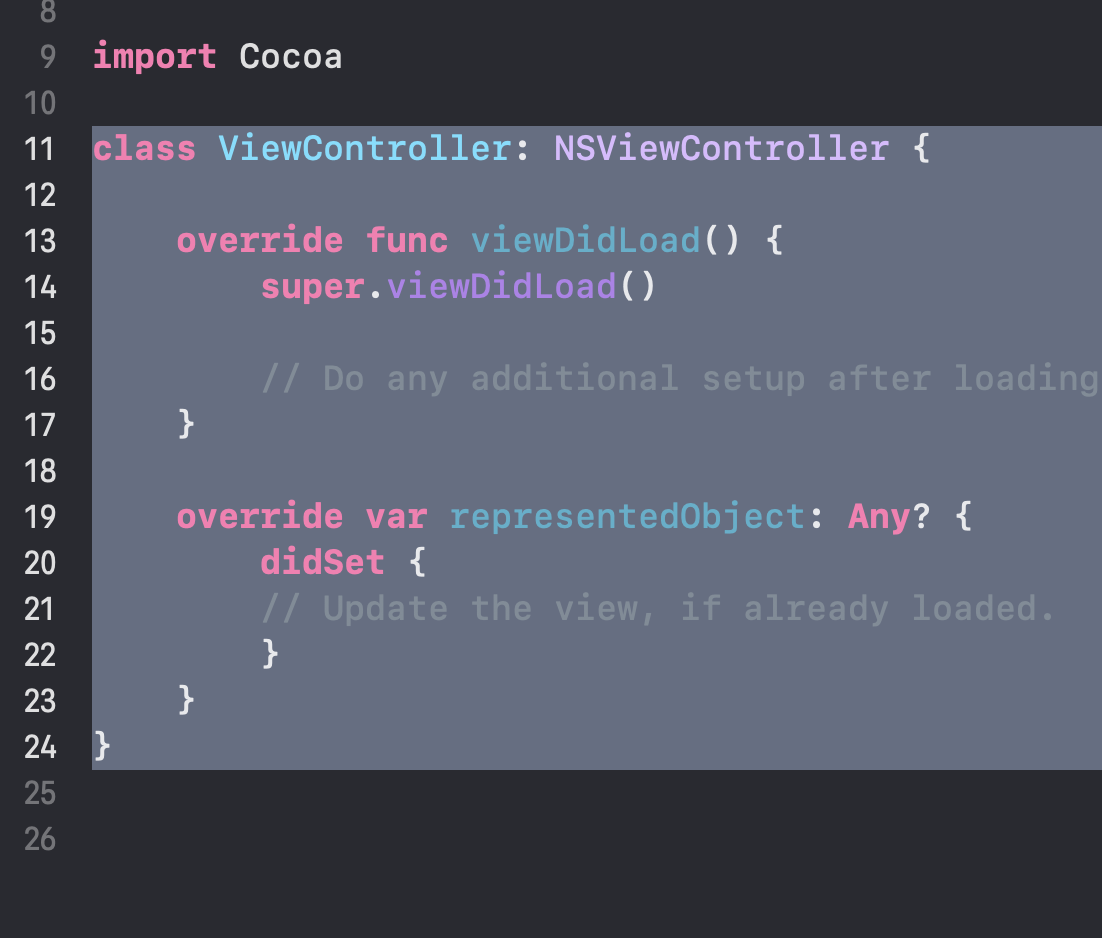 8
9 import Cocoa
10
11 class ViewController: NSViewController {
12
13     override func viewDidLoad() {
14         super.viewDidLoad()
15
16         // Do any additional setup after loading
17     }
18
19     override var representedObject: Any? {
20         didSet {
21         // Update the view, if already loaded.
22         }
23     }
24 }
25
26